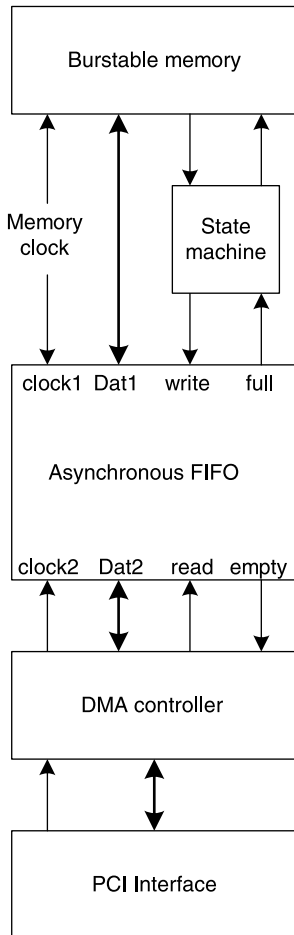 Burstable memory
Memory
clock
State
machine
clock1 Dat1 write full
Asynchronous FIFO
clock2 Dat2 read empty
DMA controller
PCI Interface